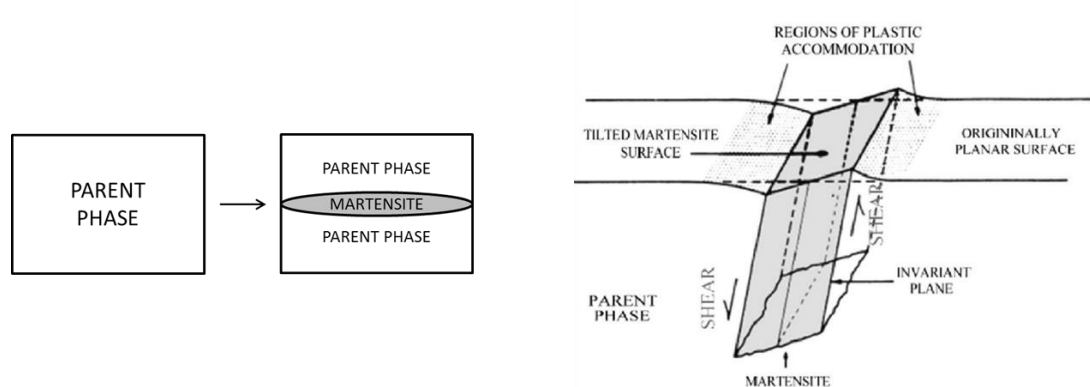 PARENT
PHASE
PARENT PHASE
MARTENSITE
PARENT PHASE
REGIONS OF PLASTIC
ACCOMMODATION
TILTED MARTENSITE
SURFACE
ORIGININALLY
PLANAR SURFACE
SHEAR
SHEAR
INVARIANT
PLANE
PARENT
PHASE
MARTENSITE